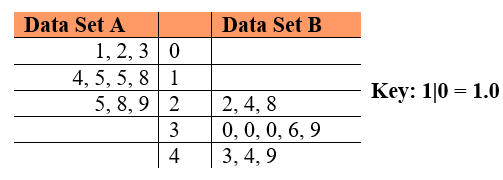 Data Set A Data Set B
1, 2, 3 0
4, 5, 5, 8 1
5, 8, 9 2 2, 4, 8
3 0, 0, 0, 6, 9
4 3, 4, 9
Key: 1|0 = 1.0